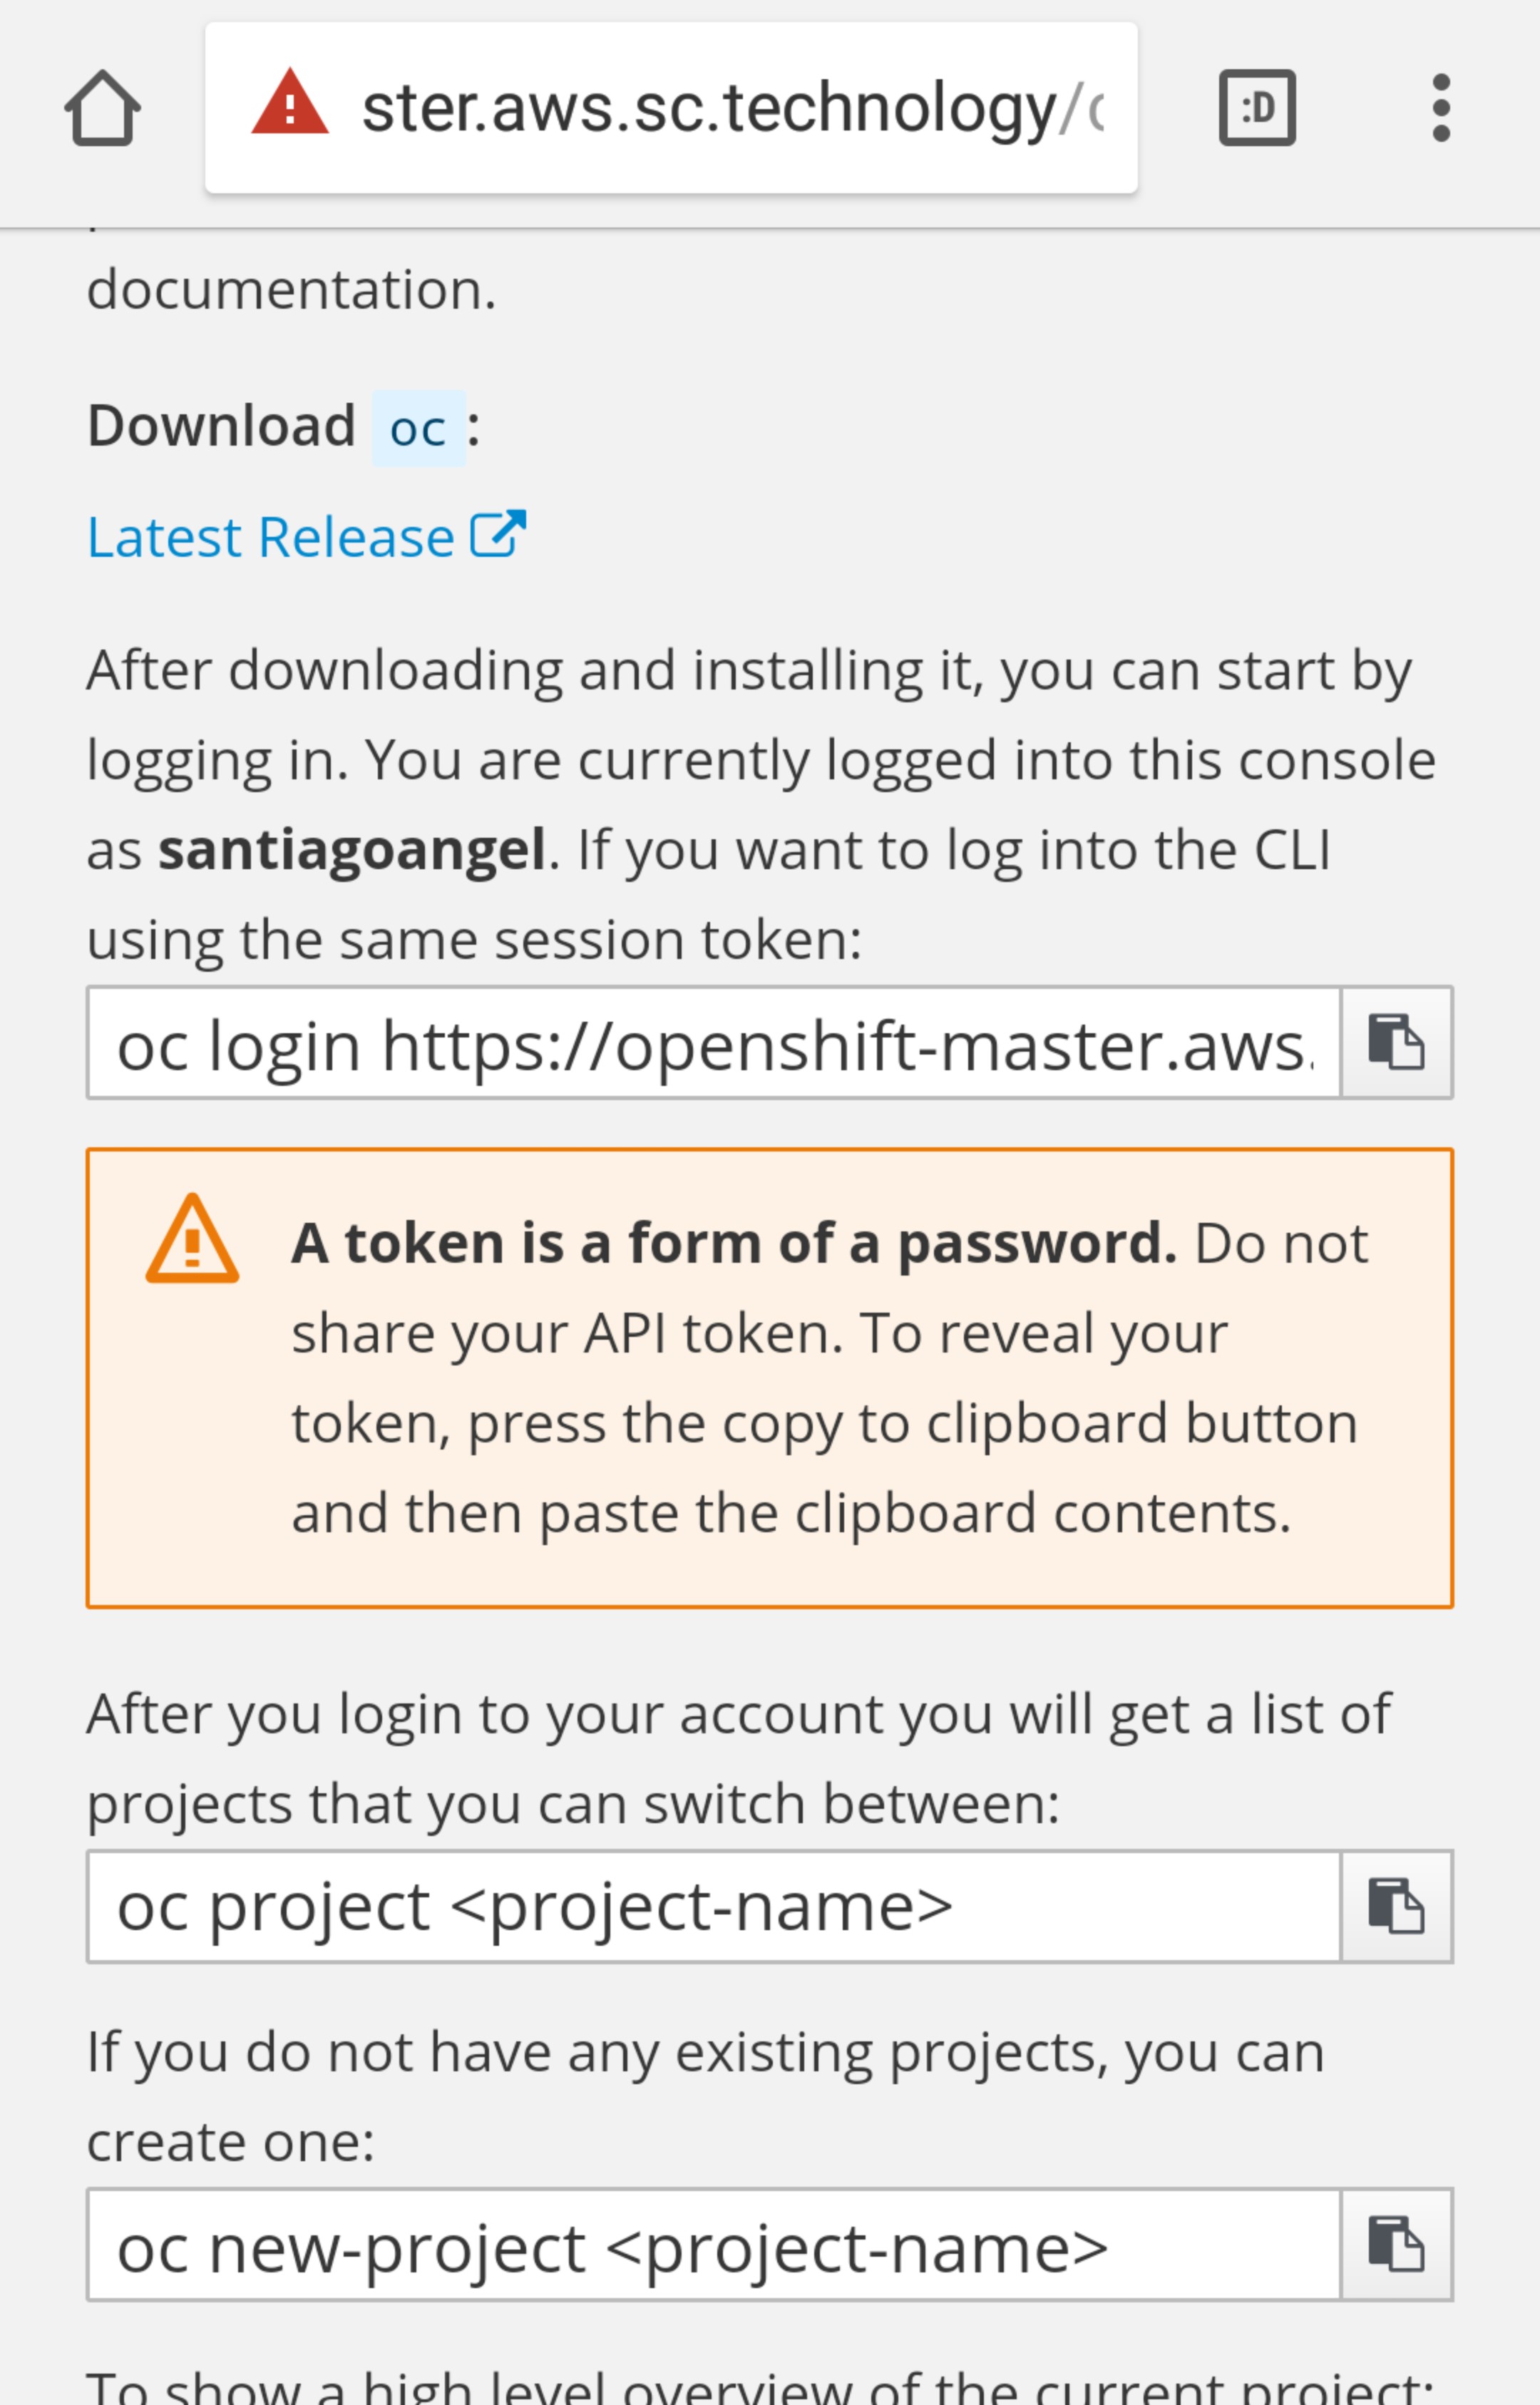 ster.aws.sc.technology/
:D
documentation.
Download oc :
Latest Release
After downloading and installing it, you can start by
logging in. You are currently logged into this console
as santiagoangel. If you want to log into the CLI
using the same session token:
oc login https://openshift-master.aws.
A token is a form of a password. Do not
share your API token. To reveal your
token, press the copy to clipboard button
and then paste the clipboard contents.
After you login to your account you will get a list of
projects that you can switch between:
oc project <project-name>
If you do not have any existing projects, you can
create one:
oc new-project <project-name>
To show a high level overview of the current project: